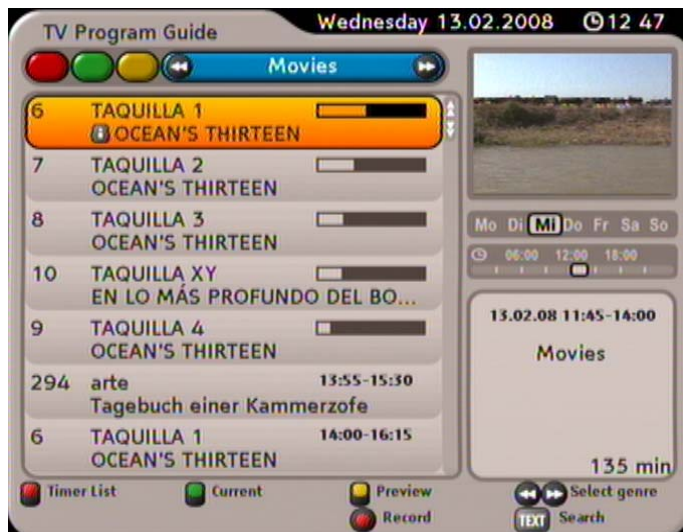 TV Program Guide
Wednesday 13.02.2008 12 47
Movies
6 TAQUILLA 1
OCEAN'S THIRTEEN
7 TAQUILLA 2
OCEAN'S THIRTEEN
8 TAQUILLA 3
OCEAN'S THIRTEEN
10 TAQUILLA XY
EN LO MÁS PROFUNDO DEL BO...
9 TAQUILLA 4
OCEAN'S THIRTEEN
294 arte 13:55-15:30
Tagebuch einer Kammerzofe
6 TAQUILLA 1 14:00-16:15
OCEAN'S THIRTEEN
Mo Di Mi Do Fr Sa So
06:00 12:00 18:00
13.02.08 11:45-14:00
Movies
135 min
Timer List Current Preview Select genre
Record TEXT Search